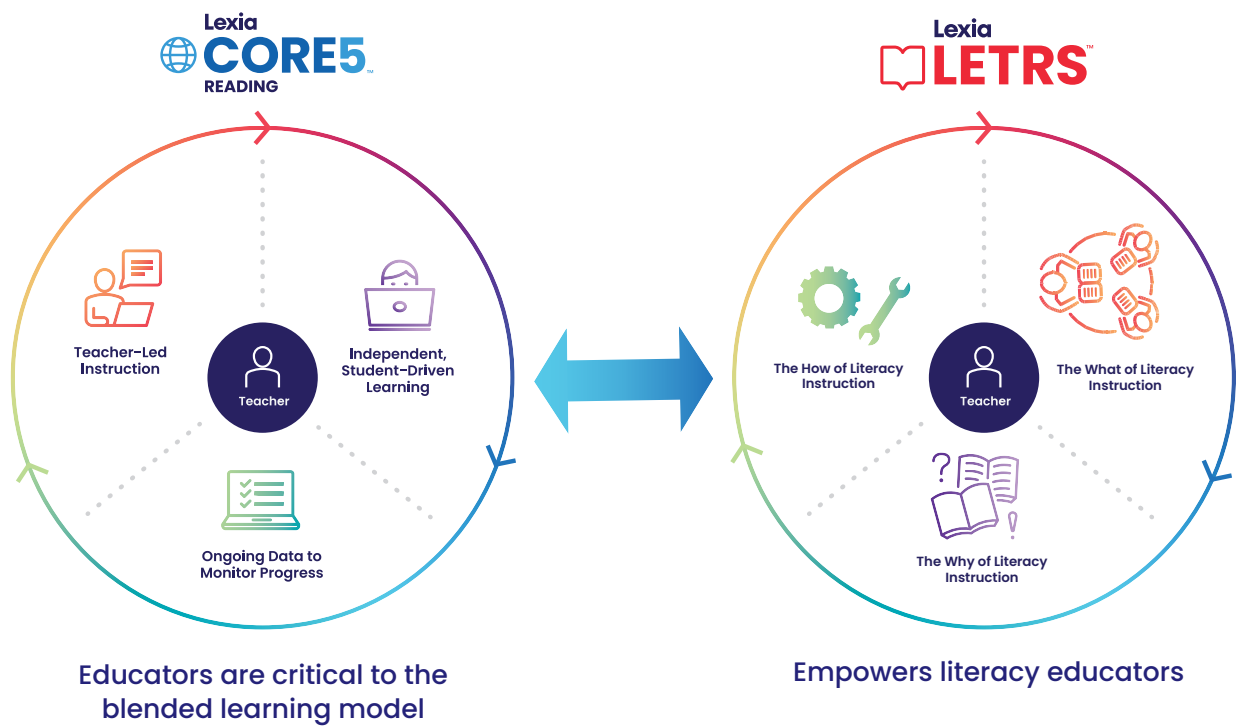 Lexia
CORE5™
READING
Teacher-Led
Instruction
Independent,
Student-Driven
Learning
Teacher
Ongoing Data to
Monitor Progress
Educators are critical to the
blended learning model
Lexia
LETRS™
The How of Literacy
Instruction
The What of Literacy
Instruction
Teacher
?
!
The Why of Literacy
Instruction
Empowers literacy educators